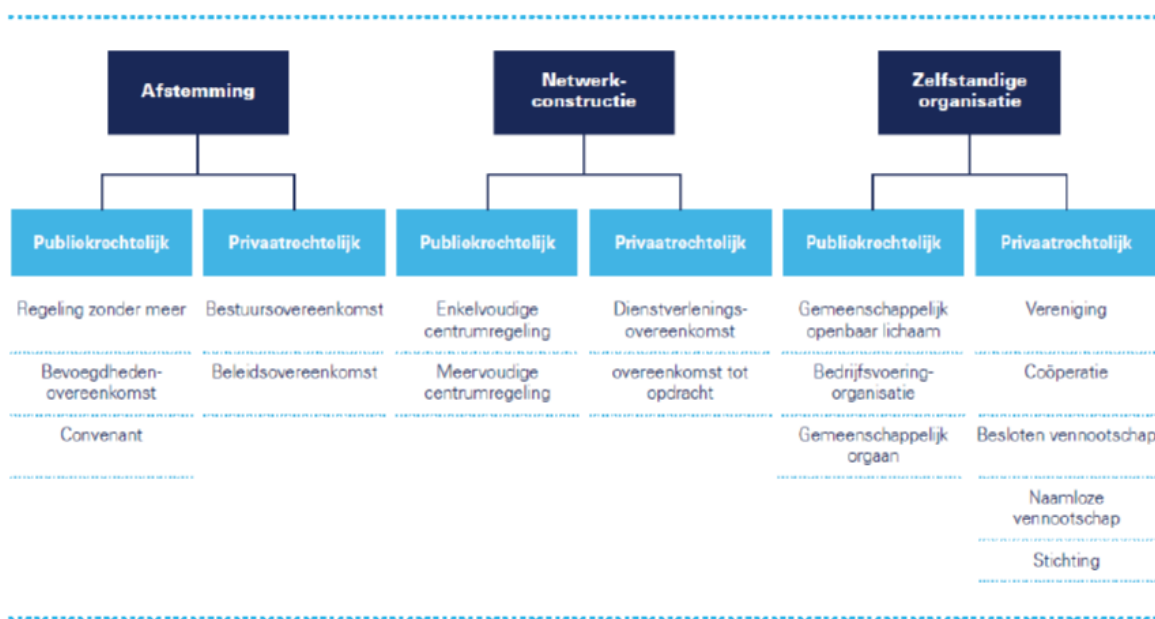 Afstemming
Netwerk-
constructie
Zelfstandige
organisatie
Publiekrechtelijk
Privaatrechtelijk
Publiekrechtelijk
Privaatrechtelijk
Publiekrechtelijk
Privaatrechtelijk
Regeling zonder meer
Bevoegdheden-
overeenkomst
Convenant
Bestuursovereenkomst
Beleidsovereenkomst
Enkelvoudige
centrumregeling
Meervoudige
centrumregeling
Dienstverlenings-
overeenkomst
overeenkomst tot
opdracht
Gemeenschappelijk
openbaar lichaam
Bedrijfsvoering-
organisatie
Gemeenschappelijk
orgaan
Vereniging
Coöperatie
Besloten vennootschap
Naamloze
vennootschap
Stichting